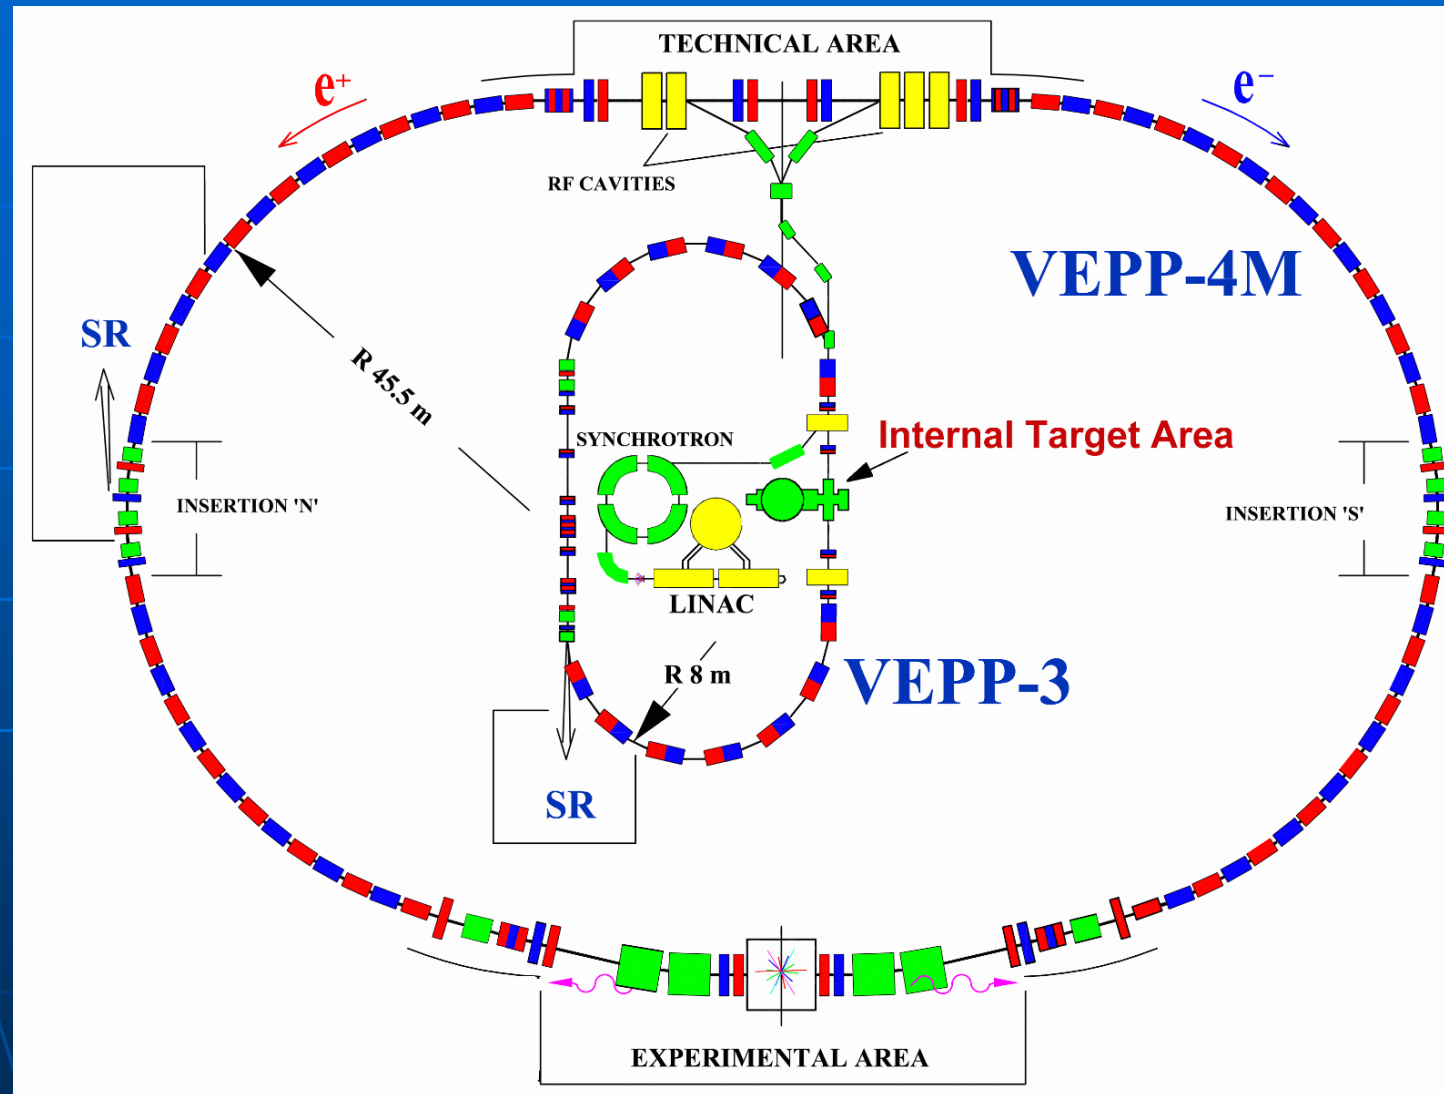 TECHNICAL AREA
e+
e−
RF CAVITIES
VEPP-4M
SR
R 45.5 m
SYNCHROTRON
Internal Target Area
INSERTION 'N'
INSERTION 'S'
LINAC
R 8 m
VEPP-3
SR
EXPERIMENTAL AREA